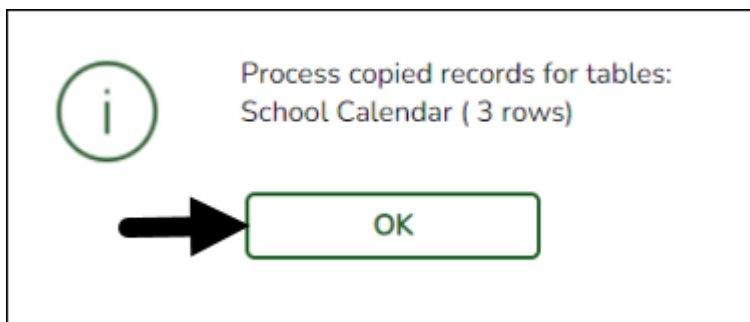 Process copied records for tables:
School Calendar ( 3 rows)
OK